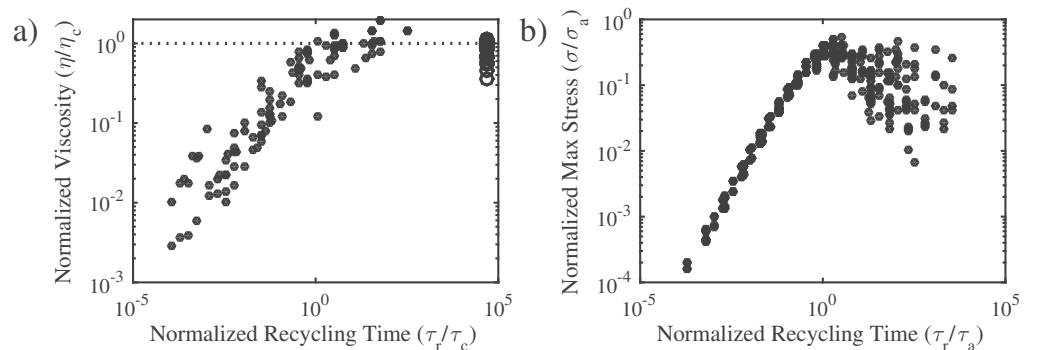 a)
Normalized Viscosity (η/η_c)
10^0
10^-1
10^-2
10^-3
10^-5
10^0
10^5
Normalized Recycling Time (τ_r/τ_c)
b)
Normalized Max Stress (σ/σ_a)
10^0
10^-1
10^-2
10^-3
10^-4
10^-5
10^0
10^5
Normalized Recycling Time (τ_r/τ_a)